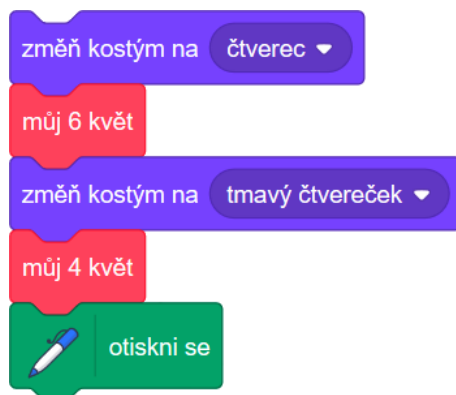 změň kostým na čtverec
můj 6 květ
změň kostým na tmavý čtvereček
můj 4 květ
otiskni se